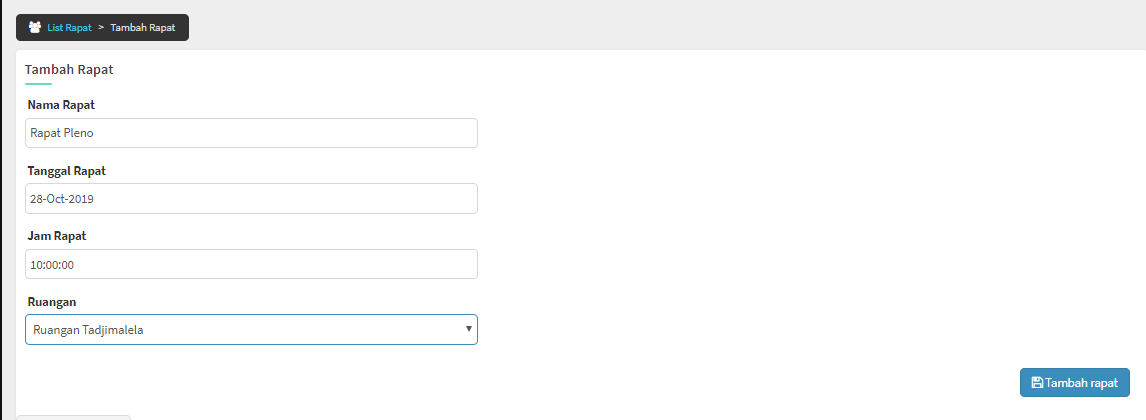 List Rapat > Tambah Rapat
Tambah Rapat
Nama Rapat
Rapat Pleno
Tanggal Rapat
28-Oct-2019
Jam Rapat
10:00:00
Ruangan
Ruangan Tadjimalela
Tambah rapat